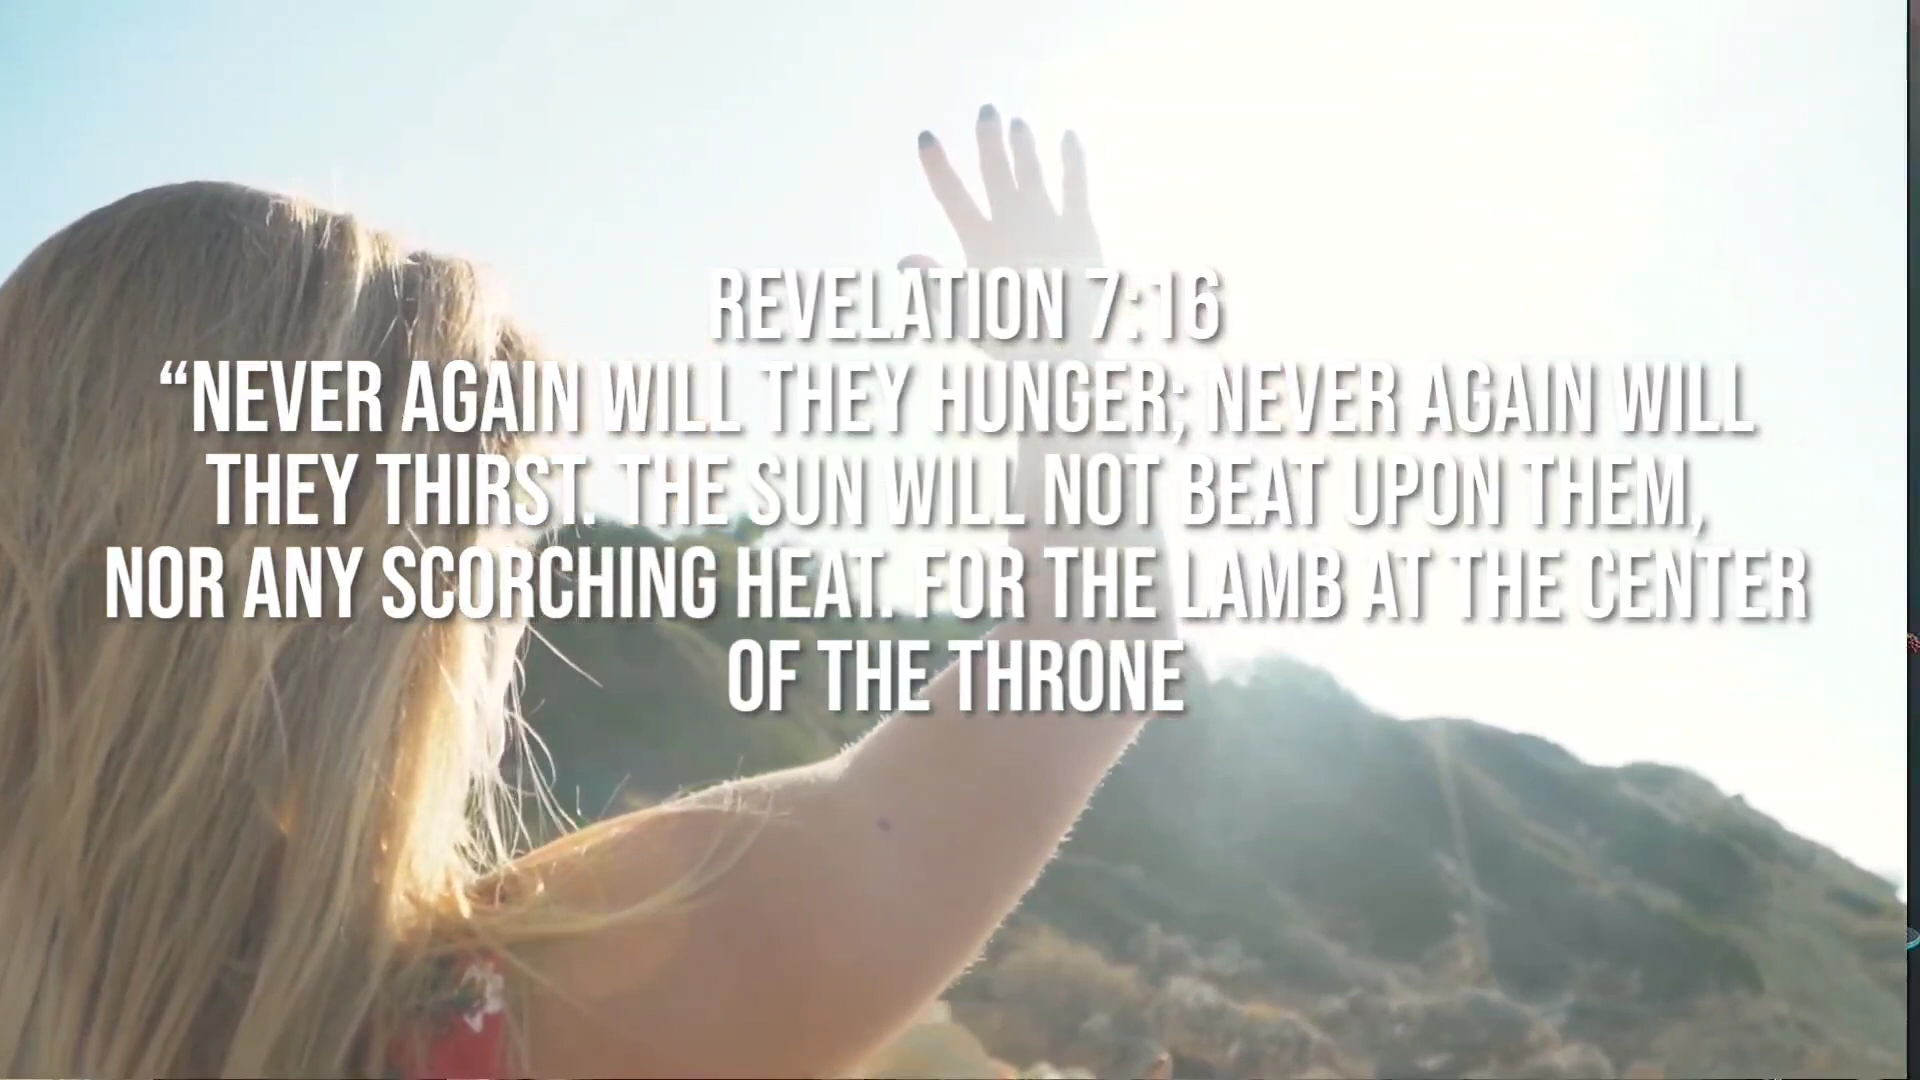 REVELATION 7:16
“NEVER AGAIN WILL THEY HUNGER; NEVER AGAIN WILL
THEY THIRST. THE SUN WILL NOT BEAT UPON THEM,
NOR ANY SCORCHING HEAT. FOR THE LAMB AT THE CENTER
OF THE THRONE